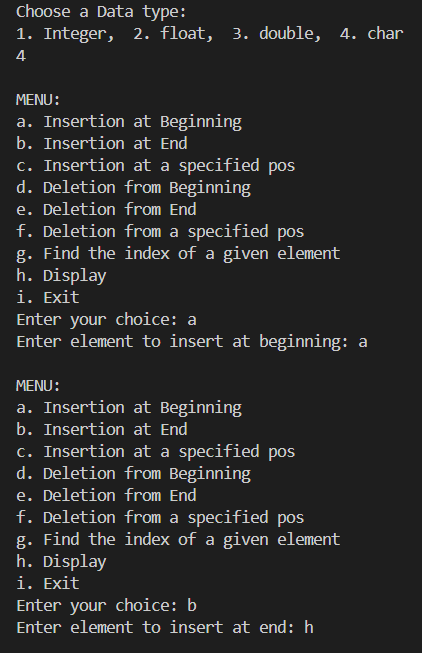 Choose a Data type:
1. Integer,  2. float,  3. double,  4. char
4
MENU:
a. Insertion at Beginning
b. Insertion at End
c. Insertion at a specified pos
d. Deletion from Beginning
e. Deletion from End
f. Deletion from a specified pos
g. Find the index of a given element
h. Display
i. Exit
Enter your choice: a
Enter element to insert at beginning: a
MENU:
a. Insertion at Beginning
b. Insertion at End
c. Insertion at a specified pos
d. Deletion from Beginning
e. Deletion from End
f. Deletion from a specified pos
g. Find the index of a given element
h. Display
i. Exit
Enter your choice: b
Enter element to insert at end: h